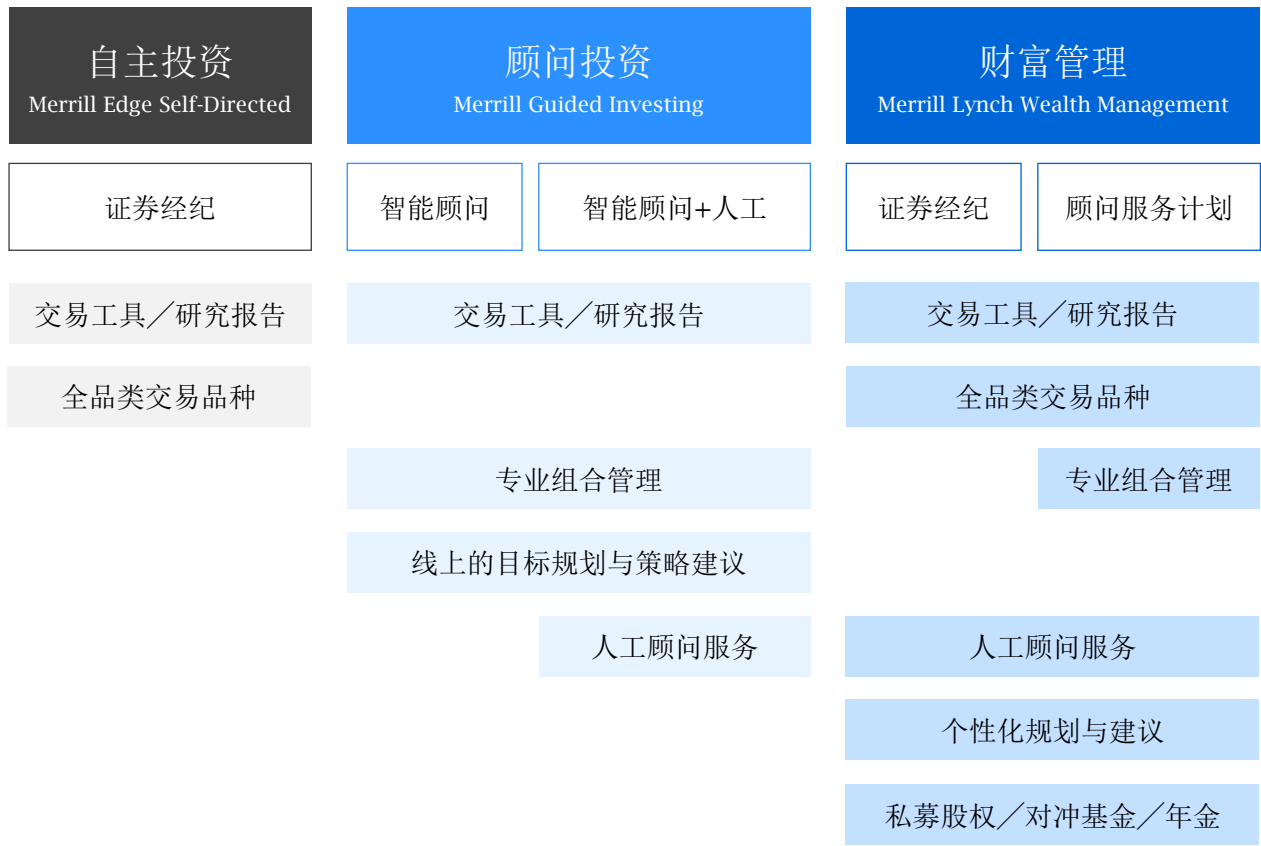 自主投资
Merrill Edge Self-Directed
顾问投资
Merrill Guided Investing
财富管理
Merrill Lynch Wealth Management
证券经纪
智能顾问
智能顾问+人工
证券经纪
顾问服务计划
交易工具／研究报告
交易工具／研究报告
交易工具／研究报告
全品类交易品种
全品类交易品种
专业组合管理
专业组合管理
线上的目标规划与策略建议
人工顾问服务
人工顾问服务
个性化规划与建议
私募股权／对冲基金／年金